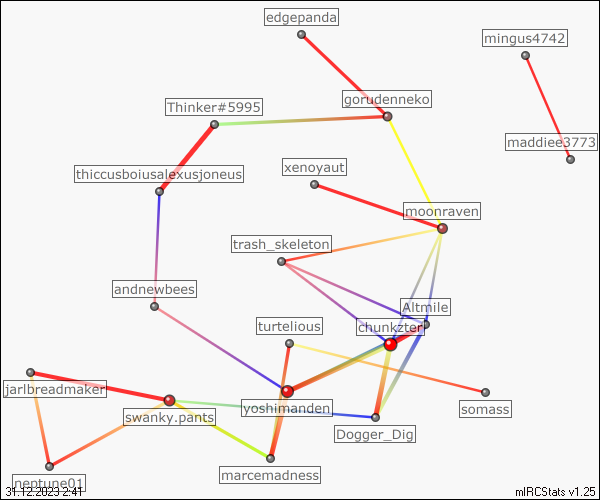 edgepanda
mingus4742
gorudenneko
Thinker#5995
maddiee3773
xenoyaut
thiccusboiusalexusjoneus
moonraven
trash_skeleton
andnewbees
Altmile
turtelious
chunkzter
jarlbreadmaker
yoshimanden
somass
swanky.pants
Dogger_Dig
marcemadness
neptune01
31.12.2023 2:41
mIRCStats v1.25